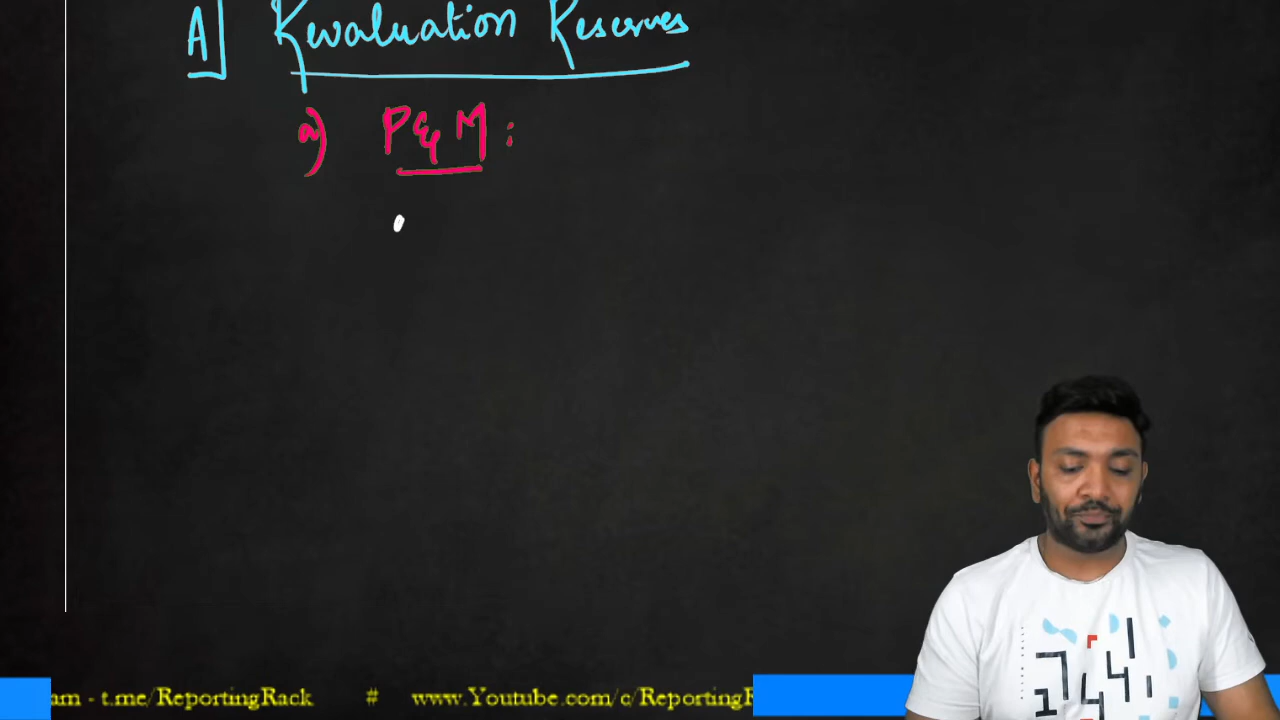 A] Revaluation Reserves
a) P & M :
am - t.me/ReportingRack # www.Youtube.com/c/ReportingR